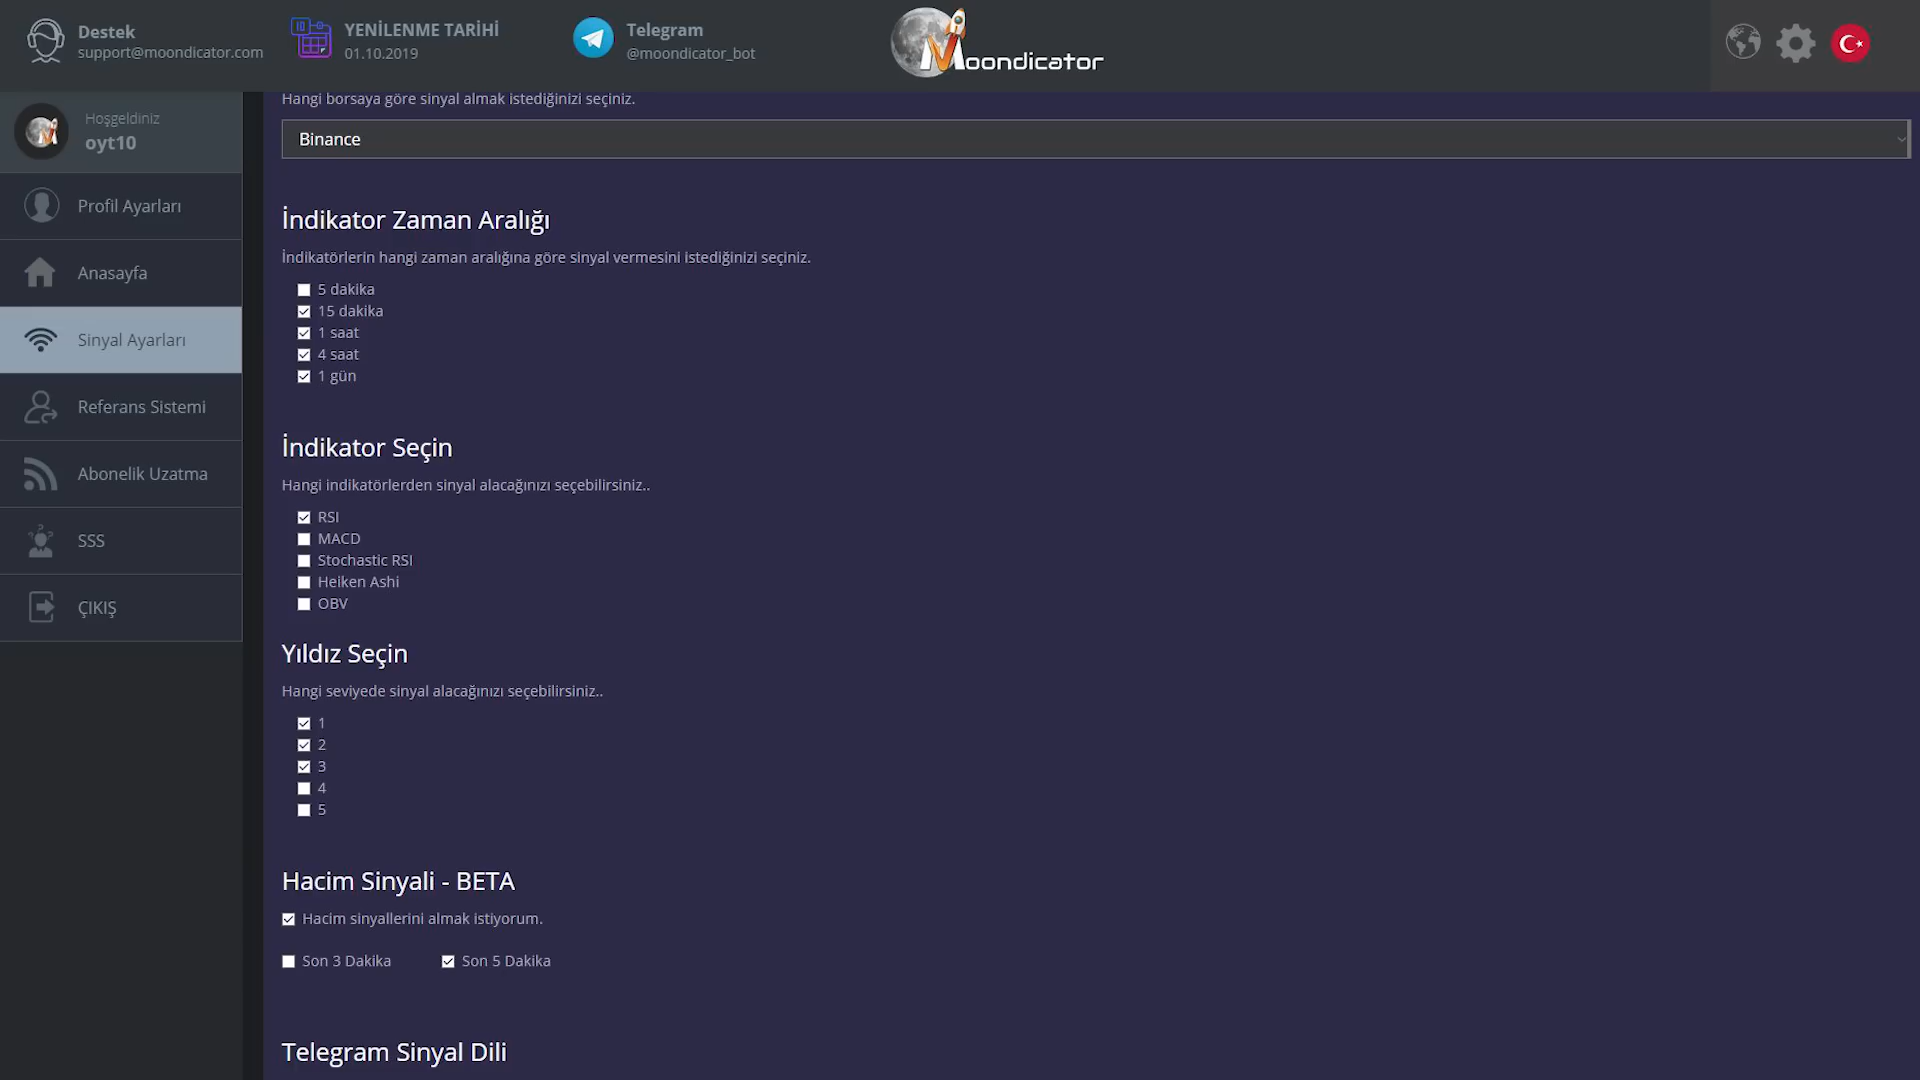 Destek
support@moondicator.com
YENİLENME TARİHİ
01.10.2019
Telegram
@moondicator_bot
Moondicator
Hoşgeldiniz
oyt10
Profil Ayarları
Anasayfa
Sinyal Ayarları
Referans Sistemi
Abonelik Uzatma
SSS
ÇIKIŞ
Hangi borsaya göre sinyal almak istediğinizi seçiniz.
Binance
İndikator Zaman Aralığı
İndikatörlerin hangi zaman aralığına göre sinyal vermesini istediğinizi seçiniz.
5 dakika
15 dakika
1 saat
4 saat
1 gün
İndikator Seçin
Hangi indikatörlerden sinyal alacağınızı seçebilirsiniz..
RSI
MACD
Stochastic RSI
Heiken Ashi
OBV
Yıldız Seçin
Hangi seviyede sinyal alacağınızı seçebilirsiniz..
1
2
3
4
5
Hacim Sinyali - BETA
Hacim sinyallerini almak istiyorum.
Son 3 Dakika Son 5 Dakika
Telegram Sinyal Dili